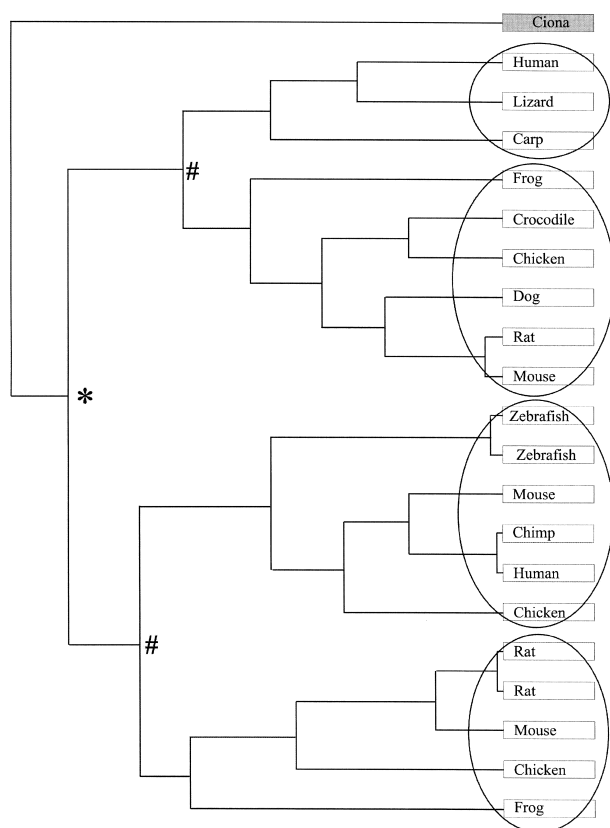 Ciona
Human
Lizard
Carp
#
Frog
Crocodile
Chicken
Dog
Rat
Mouse
*
Zebrafish
Zebrafish
Mouse
Chimp
Human
Chicken
#
Rat
Rat
Mouse
Chicken
Frog